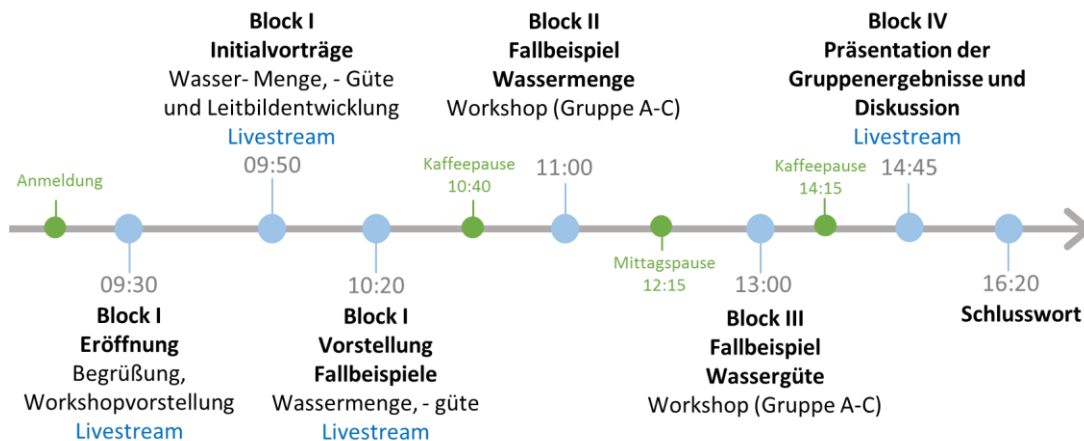 Anmeldung
09:30
Block I
Eröffnung
Begrüßung,
Workshopvorstellung
Livestream
Block I
Initialvorträge
Wasser- Menge, - Güte
und Leitbildentwicklung
Livestream
09:50
10:20
Block I
Vorstellung
Fallbeispiele
Wassermenge, - güte
Livestream
Kaffeepause
10:40
Block II
Fallbeispiel
Wassermenge
Workshop (Gruppe A-C)
11:00
Mittagspause
12:15
13:00
Block III
Fallbeispiel
Wassergüte
Workshop (Gruppe A-C)
Kaffeepause
14:15
Block IV
Präsentation der
Gruppenergebnisse und
Diskussion
Livestream
14:45
16:20
Schlusswort